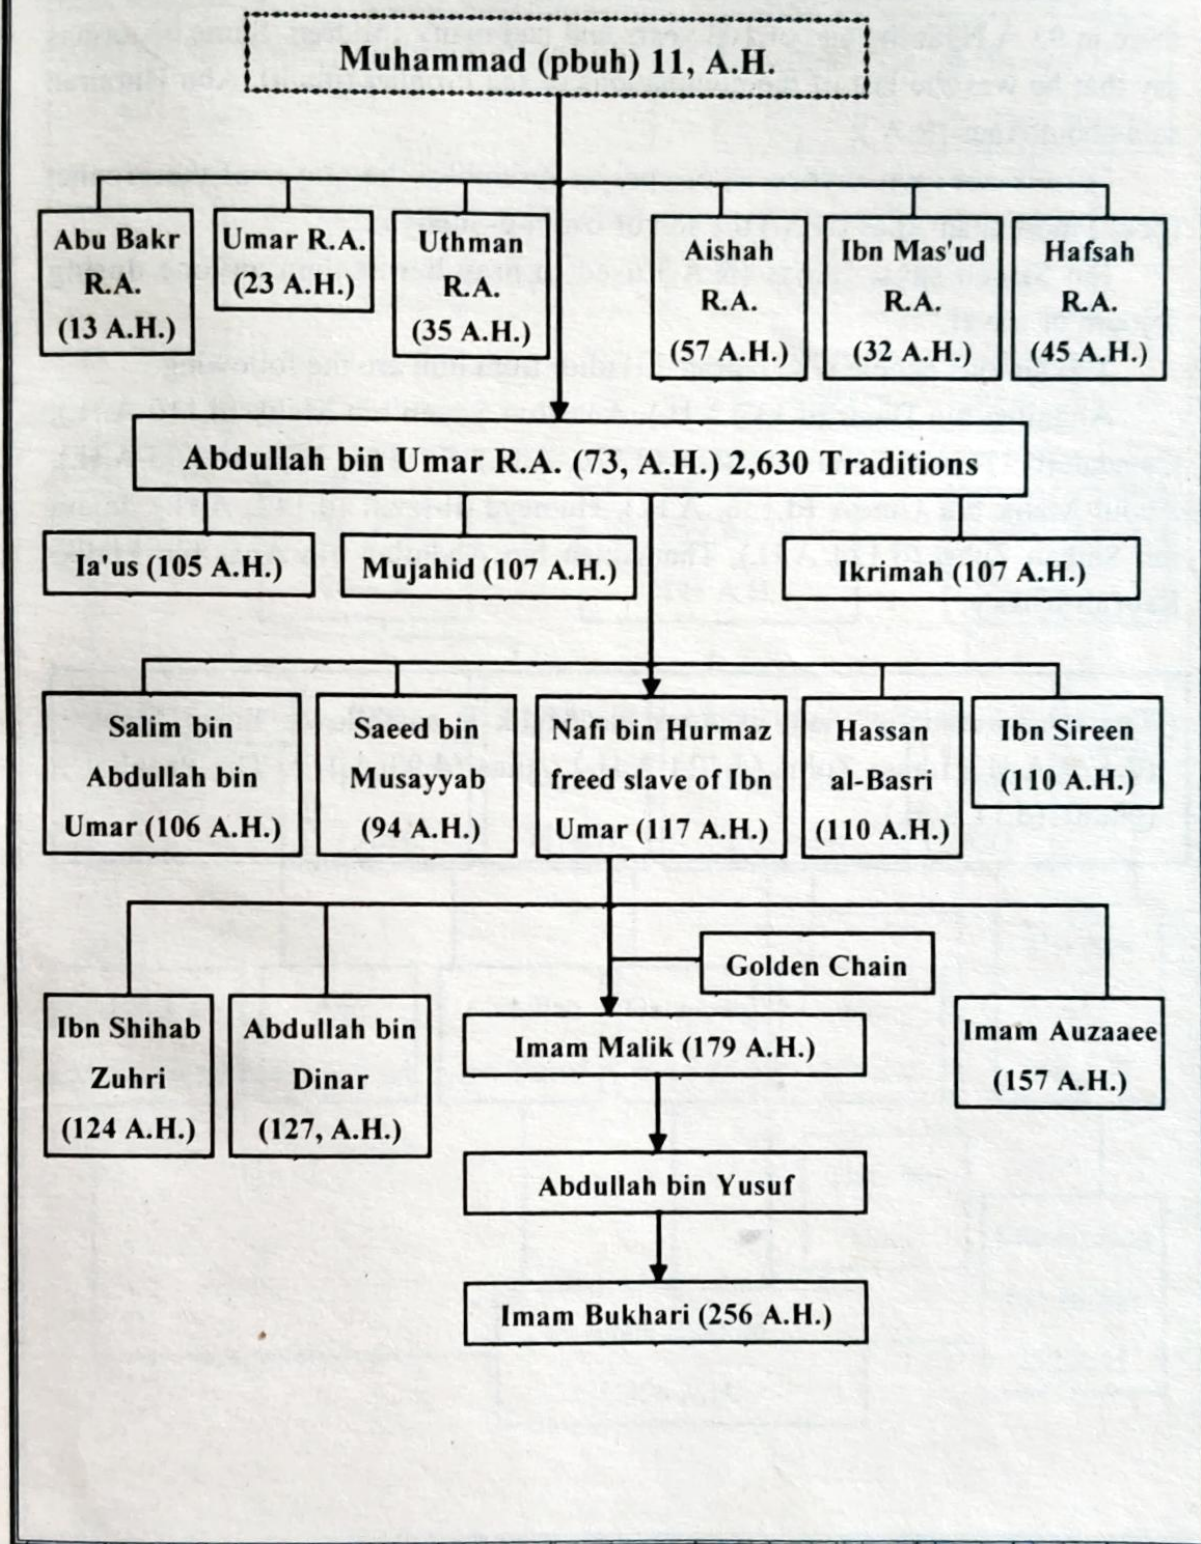 Muhammad (pbuh) 11, A.H.
Abu Bakr
R.A.
(13 A.H.)
Umar R.A.
(23 A.H.)
Uthman
R.A.
(35 A.H.)
Aishah
R.A.
(57 A.H.)
Ibn Mas'ud
R.A.
(32 A.H.)
Hafsah
R.A.
(45 A.H.)
Abdullah bin Umar R.A. (73, A.H.) 2,630 Traditions
Ia'us (105 A.H.)
Mujahid (107 A.H.)
Ikrimah (107 A.H.)
Salim bin
Abdullah bin
Umar (106 A.H.)
Saeed bin
Musayyab
(94 A.H.)
Nafi bin Hurmaz
freed slave of Ibn
Umar (117 A.H.)
Hassan
al-Basri
(110 A.H.)
Ibn Sireen
(110 A.H.)
Golden Chain
Ibn Shihab
Zuhri
(124 A.H.)
Abdullah bin
Dinar
(127, A.H.)
Imam Malik (179 A.H.)
Imam Auzaaee
(157 A.H.)
Abdullah bin Yusuf
Imam Bukhari (256 A.H.)